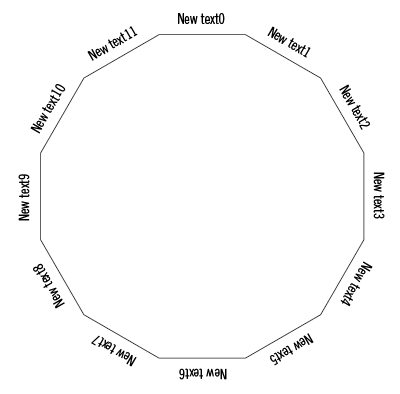 New text0
New text1
New text2
New text3
New text4
New text5
New text6
New text7
New text8
New text9
New text10
New text11